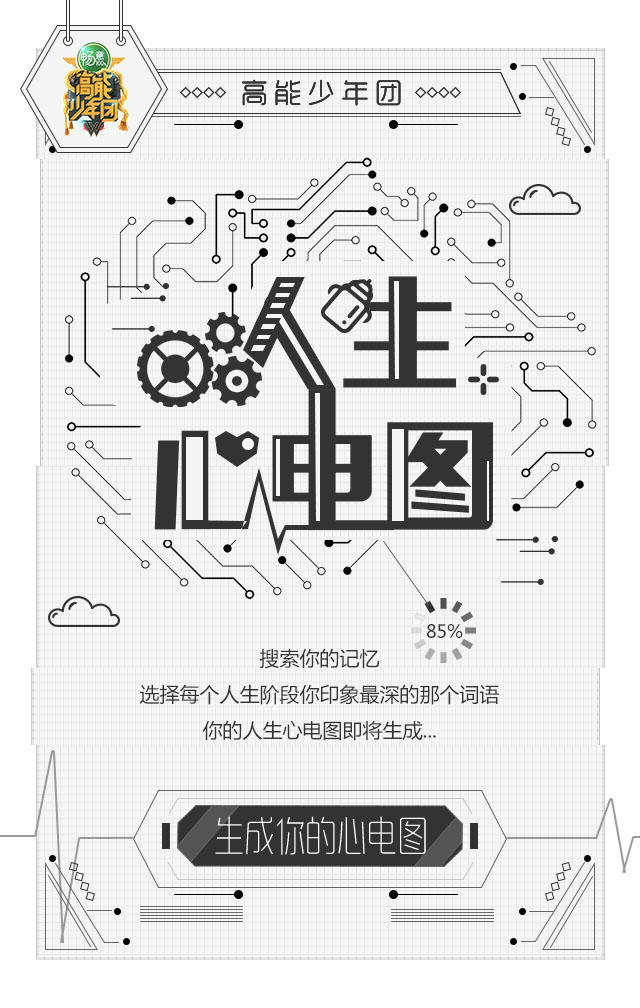 畅意
高能
少年团
高能少年团
人生
心电图
85%
搜索你的记忆
选择每个人生阶段你印象最深的那个词语
你的人生心电图即将生成...
生成你的心电图